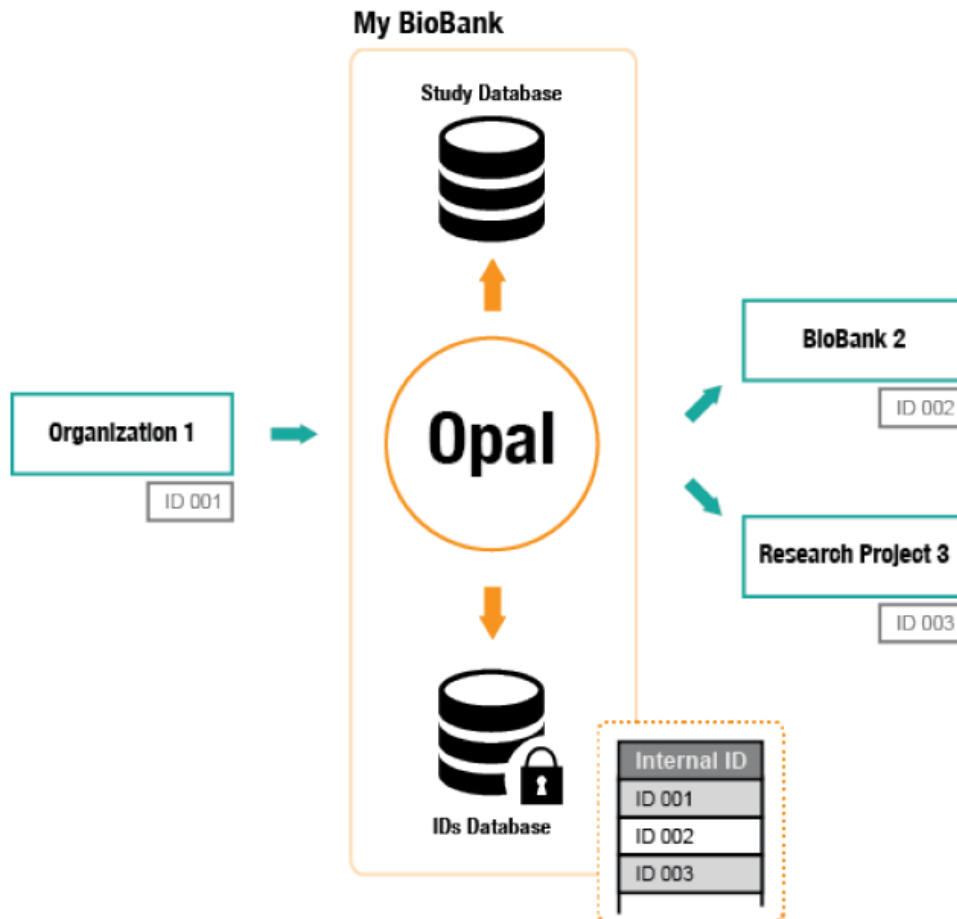 My BioBank
Study Database
Opal
Organization 1
ID 001
BioBank 2
ID 002
Research Project 3
ID 003
IDs Database
Internal ID
ID 001
ID 002
ID 003